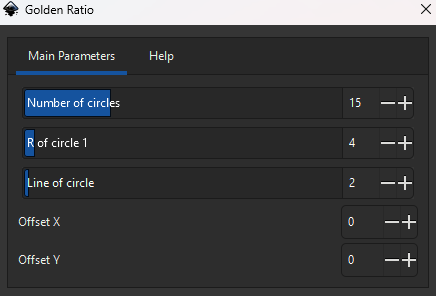 Golden Ratio
Main Parameters Help
Number of circles 15
R of circle 1 4
Line of circle 2
Offset X 0
Offset Y 0